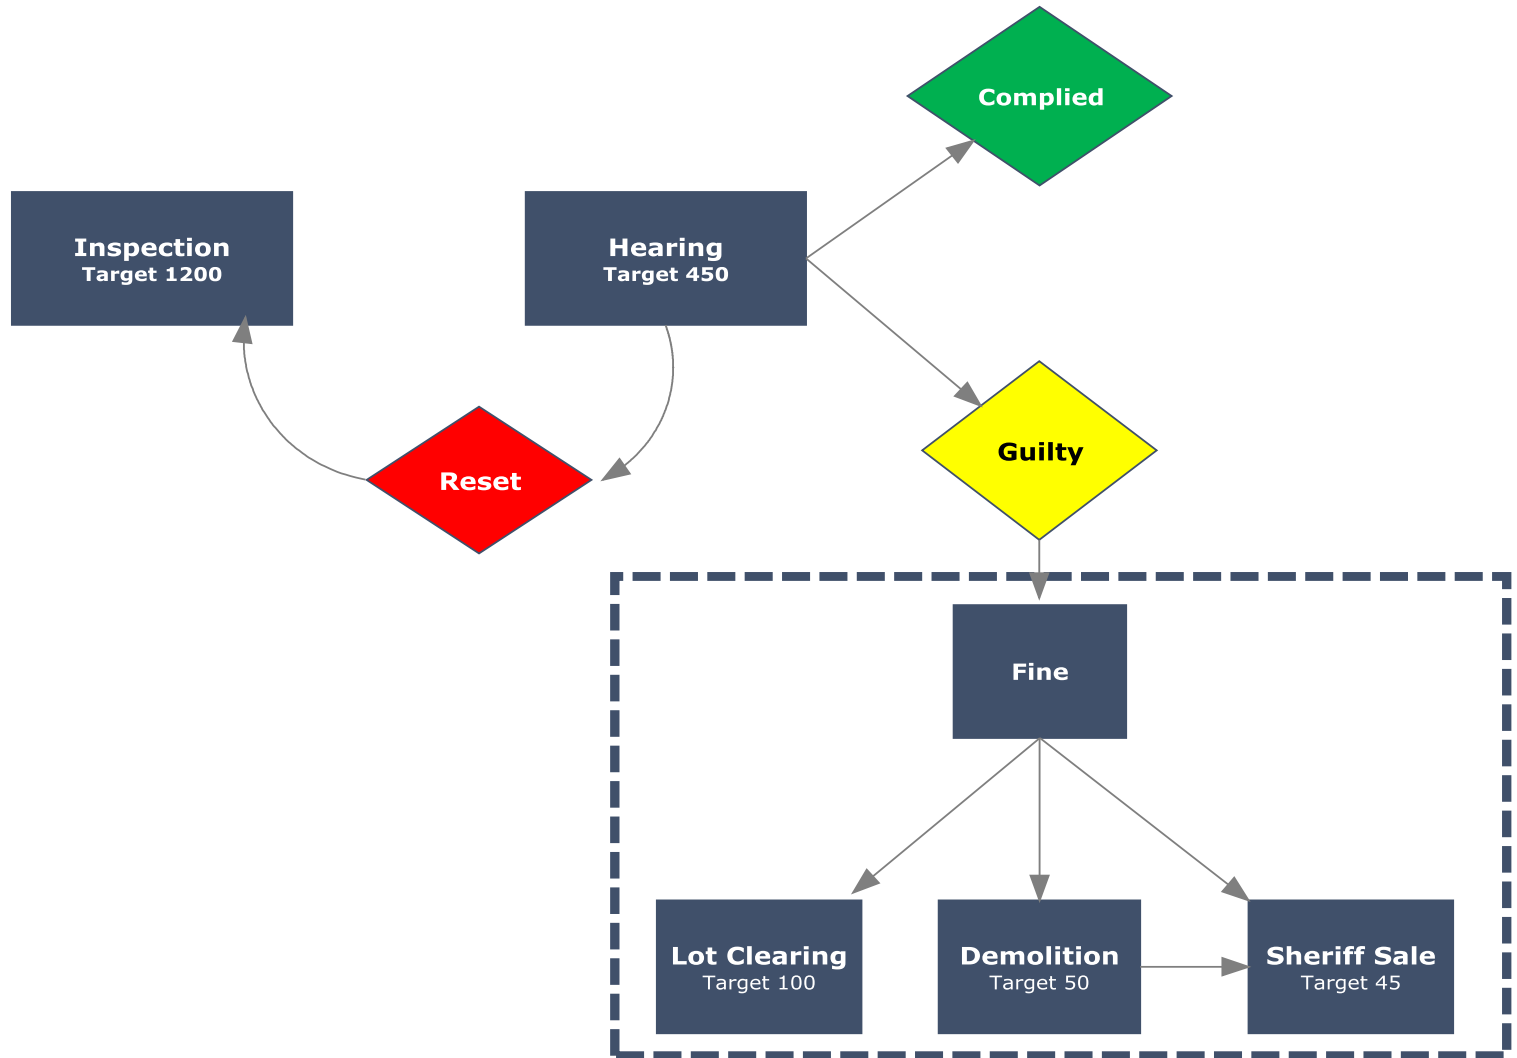 Complied
Inspection
Target 1200
Hearing
Target 450
Guilty
Reset
Fine
Lot Clearing
Target 100
Demolition
Target 50
Sheriff Sale
Target 45